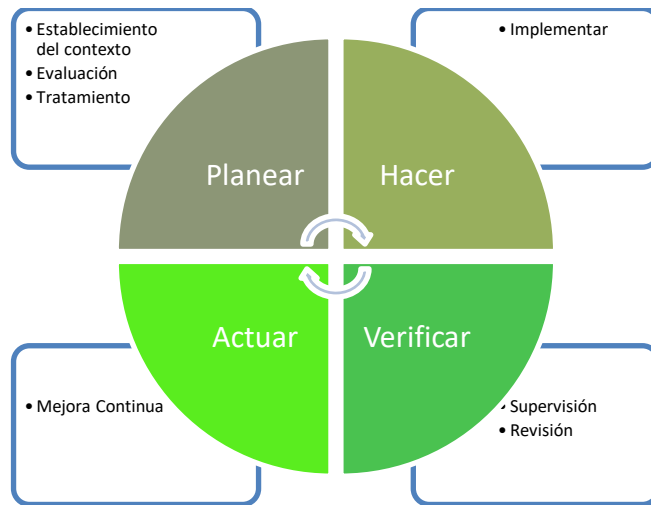 • Establecimiento
del contexto
• Evaluación
• Tratamiento
• Implementar
Planear
Hacer
Actuar
Verificar
• Mejora Continua
• Supervisión
• Revisión